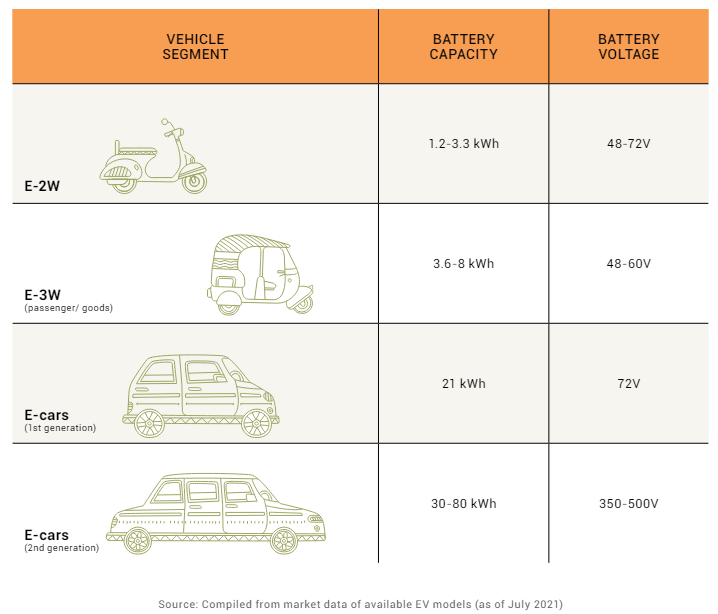 VEHICLE
SEGMENT
BATTERY
CAPACITY
BATTERY
VOLTAGE
E-2W
1.2-3.3 kWh
48-72V
E-3W
(passenger/ goods)
3.6-8 kWh
48-60V
E-cars
(1st generation)
21 kWh
72V
E-cars
(2nd generation)
30-80 kWh
350-500V
Source: Compiled from market data of available EV models (as of July 2021)